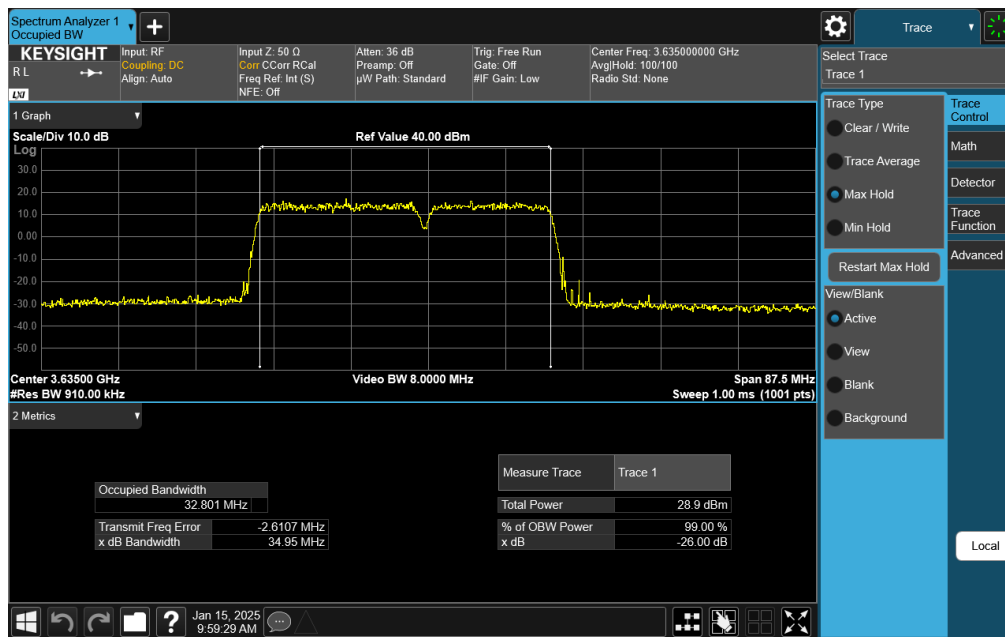 Spectrum Analyzer 1
Occupied BW
Trace
KEYSIGHT
R L
LXI
Input: RF
Coupling: DC
Align: Auto
Input Z: 50 Ω
Corr CCorr RCal
Freq Ref: Int (S)
NFE: Off
Atten: 36 dB
Preamp: Off
µW Path: Standard
Trig: Free Run
Gate: Off
#IF Gain: Low
Center Freq: 3.635000000 GHz
Avg|Hold: 100/100
Radio Std: None
Select Trace
Trace 1
1 Graph
Scale/Div 10.0 dB
Ref Value 40.00 dBm
Log
30.0
20.0
10.0
0.00
-10.0
-20.0
-30.0
-40.0
-50.0
Center 3.63500 GHz
#Res BW 910.00 kHz
Video BW 8.0000 MHz
Span 87.5 MHz
Sweep 1.00 ms (1001 pts)
Trace Type
Clear / Write
Trace Average
Max Hold
Min Hold
Restart Max Hold
View/Blank
Active
View
Blank
Background
Trace
Control
Math
Detector
Trace
Function
Advanced
2 Metrics
Occupied Bandwidth
32.801 MHz
Transmit Freq Error -2.6107 MHz
x dB Bandwidth 34.95 MHz
Measure Trace Trace 1
Total Power 28.9 dBm
% of OBW Power 99.00 %
x dB -26.00 dB
Local
?
Jan 15, 2025
9:59:29 AM